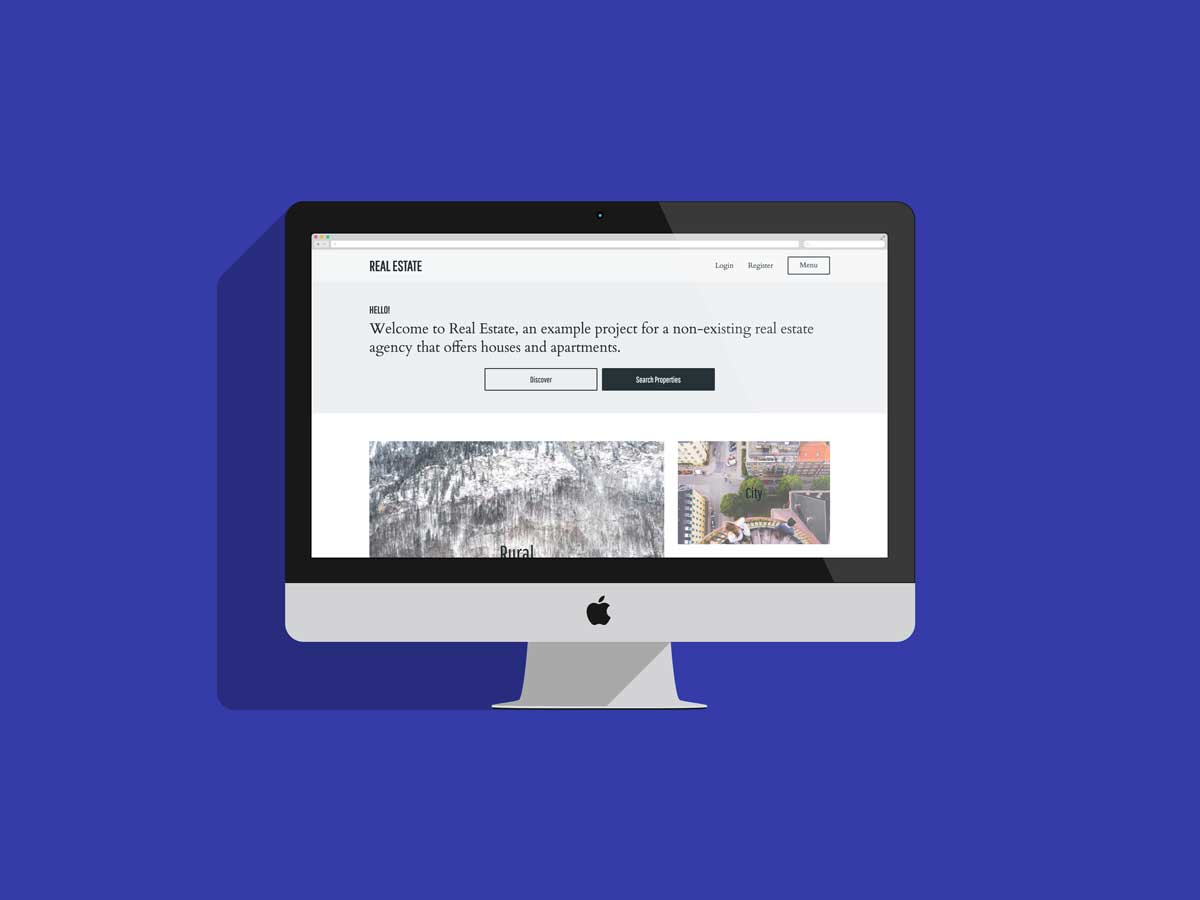 REAL ESTATE
Login Register Menu
HELLO!
Welcome to Real Estate, an example project for a non-existing real estate
agency that offers houses and apartments.
Discover Search Properties
City
Rural